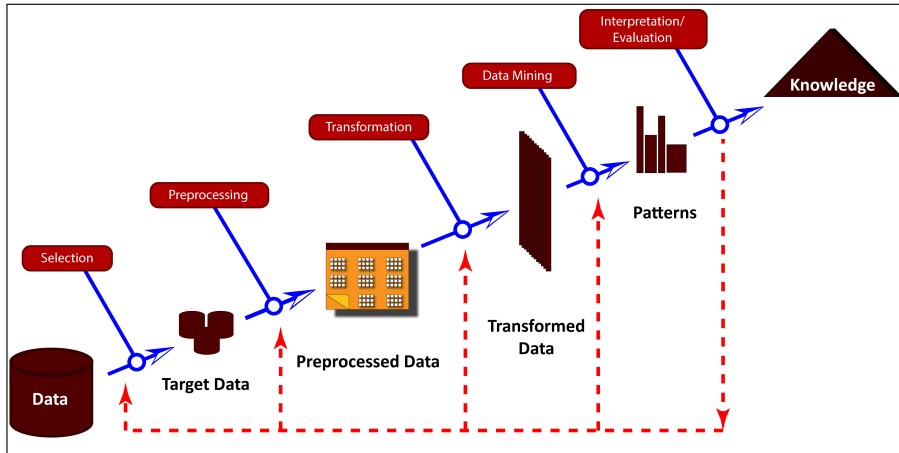 Interpretation/
Evaluation
Data Mining
Knowledge
Transformation
Preprocessing
Patterns
Selection
Transformed
Data
Preprocessed Data
Target Data
Data